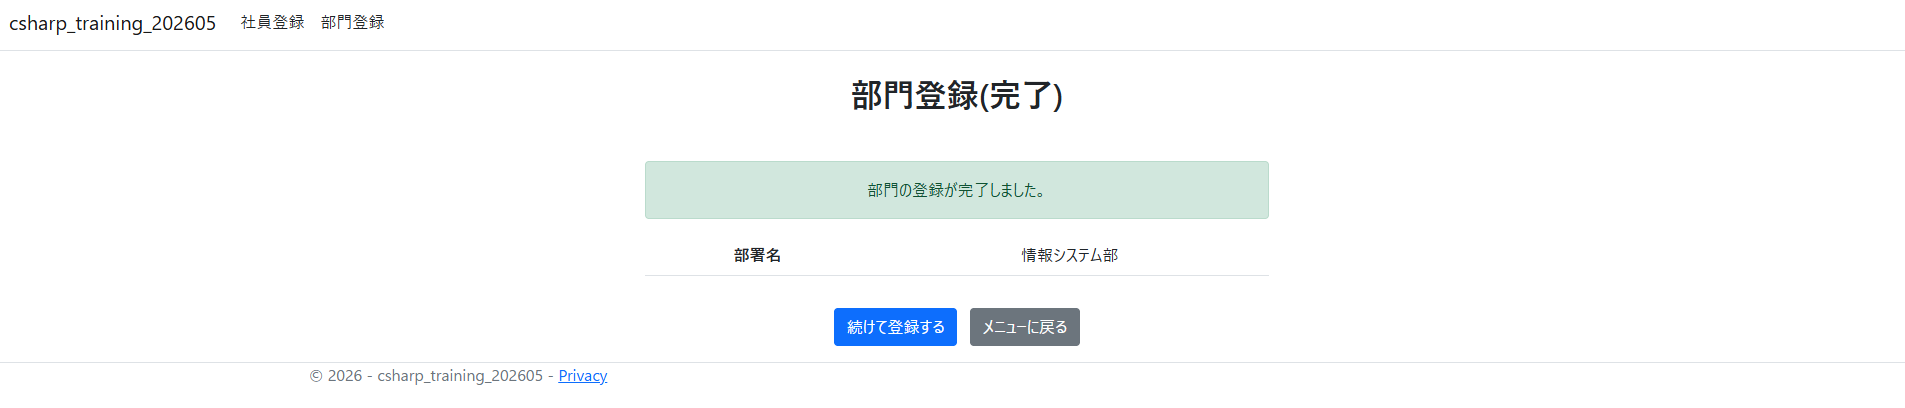 csharp_training_202605 社員登録 部門登録
部門登録(完了)
部門の登録が完了しました。
部署名 情報システム部
続けて登録する メニューに戻る
© 2026 - csharp_training_202605 - Privacy